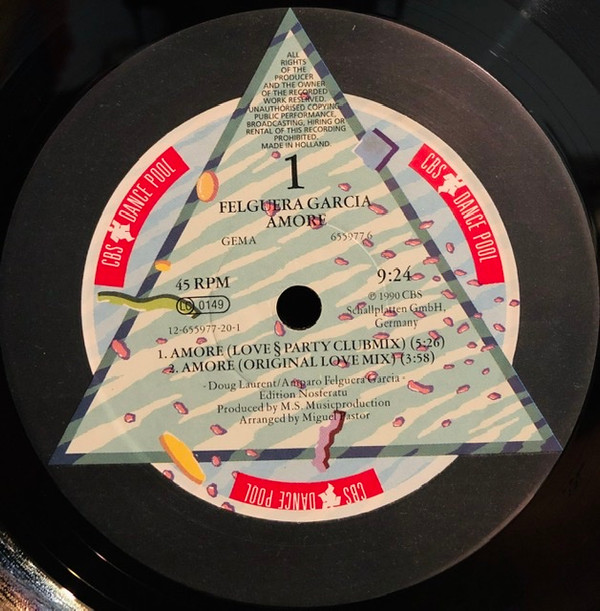 ALL
RIGHTS
OF THE
PRODUCER
AND THE OWNER
OF THE RECORDED
WORK RESERVED.
UNAUTHORISED COPYING,
PUBLIC PERFORMANCE,
BROADCASTING, HIRING OR
RENTAL OF THIS RECORDING
PROHIBITED.
MADE IN HOLLAND
1
FELGUERA GARCIA
AMORE
GEMA 655977 6
CBS DANCE POOL
CBS DANCE POOL
45 RPM 9:24
LC 0149
℗ 1990 CBS
Schallplatten GmbH,
Germany
12-655977-20-1
1. AMORE (LOVE § PARTY CLUBMIX) (5:26)
2. AMORE (ORIGINAL LOVE MIX) (3:58)
- Doug Laurent/Amparo Felguera Garcia -
Edition Nosferatu
Produced by M.S. Musicproduction
Arranged by Miguel Pastor
CBS DANCE POOL